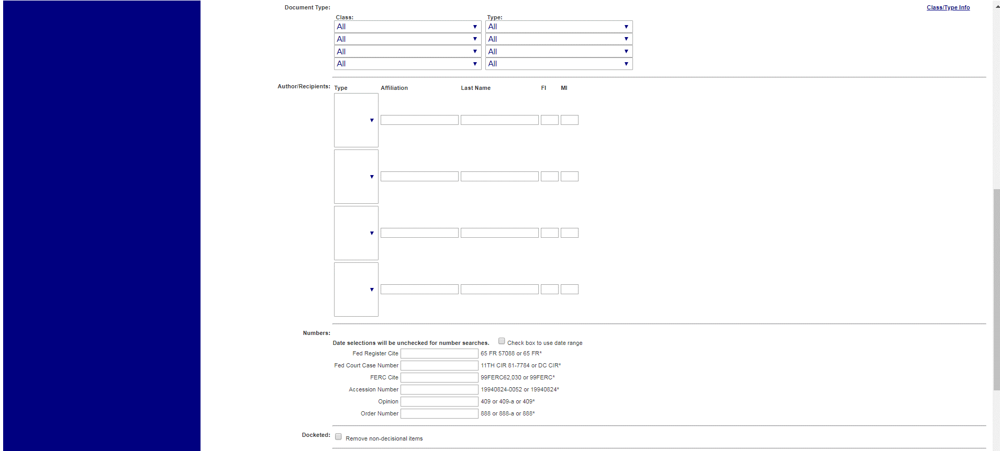 Document Type: Class/Type Info
Class: Type:
All All
All All
All All
All All
Author/Recipients: Type Affiliation Last Name FI MI
Numbers:
Date selections will be unchecked for number searches. Check box to use date range
Fed Register Cite 65 FR 57088 or 65 FR*
Fed Court Case Number 11TH CIR 81-7784 or DC CIR*
FERC Cite 99FERC62,030 or 99FERC*
Accession Number 19940824-0052 or 19940824*
Opinion 409 or 409-a or 409*
Order Number 888 or 888-a or 888*
Docketed: Remove non-decisional items